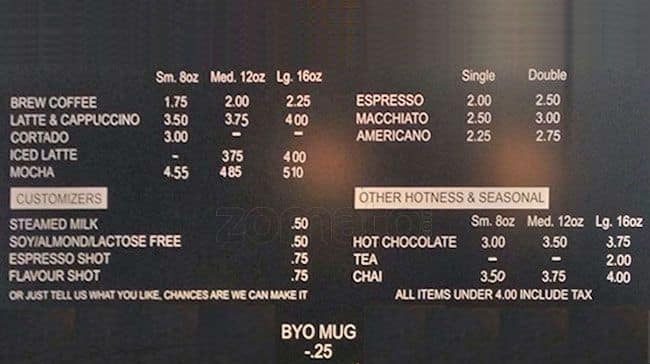 Sm. 8oz Med. 12oz Lg. 16oz
BREW COFFEE 1.75 2.00 2.25
LATTE & CAPPUCCINO 3.50 3.75 4 00
CORTADO 3.00 - -
ICED LATTE - 3 75 4 00
MOCHA 4.55 4 85 5 10
CUSTOMIZERS
STEAMED MILK .50
SOY/ALMOND/LACTOSE FREE .50
ESPRESSO SHOT .75
FLAVOUR SHOT .75
OR JUST TELL US WHAT YOU LIKE, CHANCES ARE WE CAN MAKE IT
Single Double
ESPRESSO 2.00 2.50
MACCHIATO 2.50 3.00
AMERICANO 2.25 2.75
OTHER HOTNESS & SEASONAL
Sm. 8oz Med. 12oz Lg. 16oz
HOT CHOCOLATE 3.00 3.50 3.75
TEA - - 2.00
CHAI 3.50 3.75 4.00
ALL ITEMS UNDER 4.00 INCLUDE TAX
BYO MUG
-.25
zomato